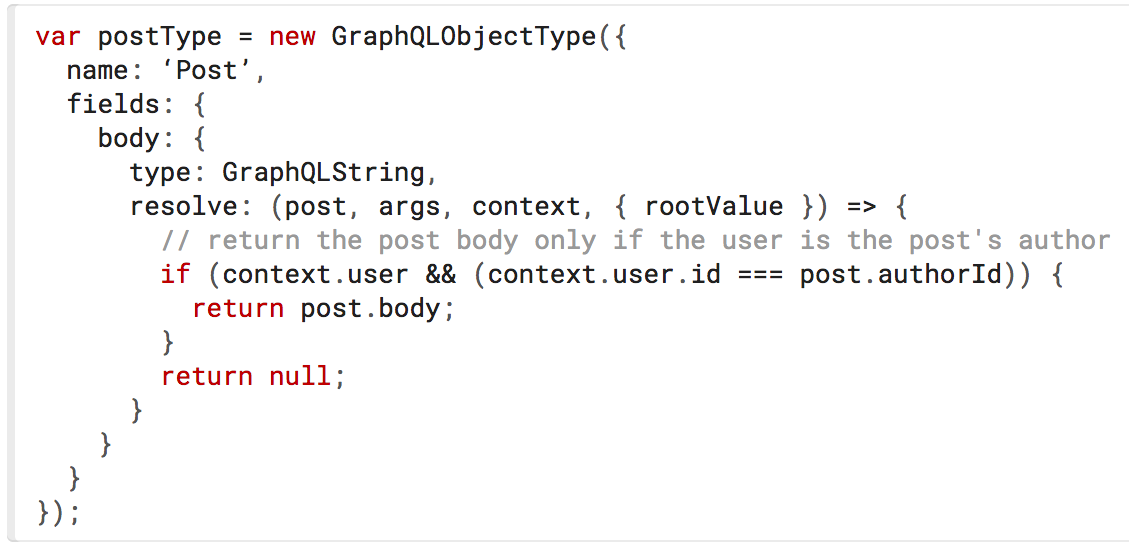 var postType = new GraphQLObjectType({
  name: ‘Post’,
  fields: {
    body: {
      type: GraphQLString,
      resolve: (post, args, context, { rootValue }) => {
        // return the post body only if the user is the post's author
        if (context.user && (context.user.id === post.authorId)) {
          return post.body;
        }
        return null;
      }
    }
  }
});